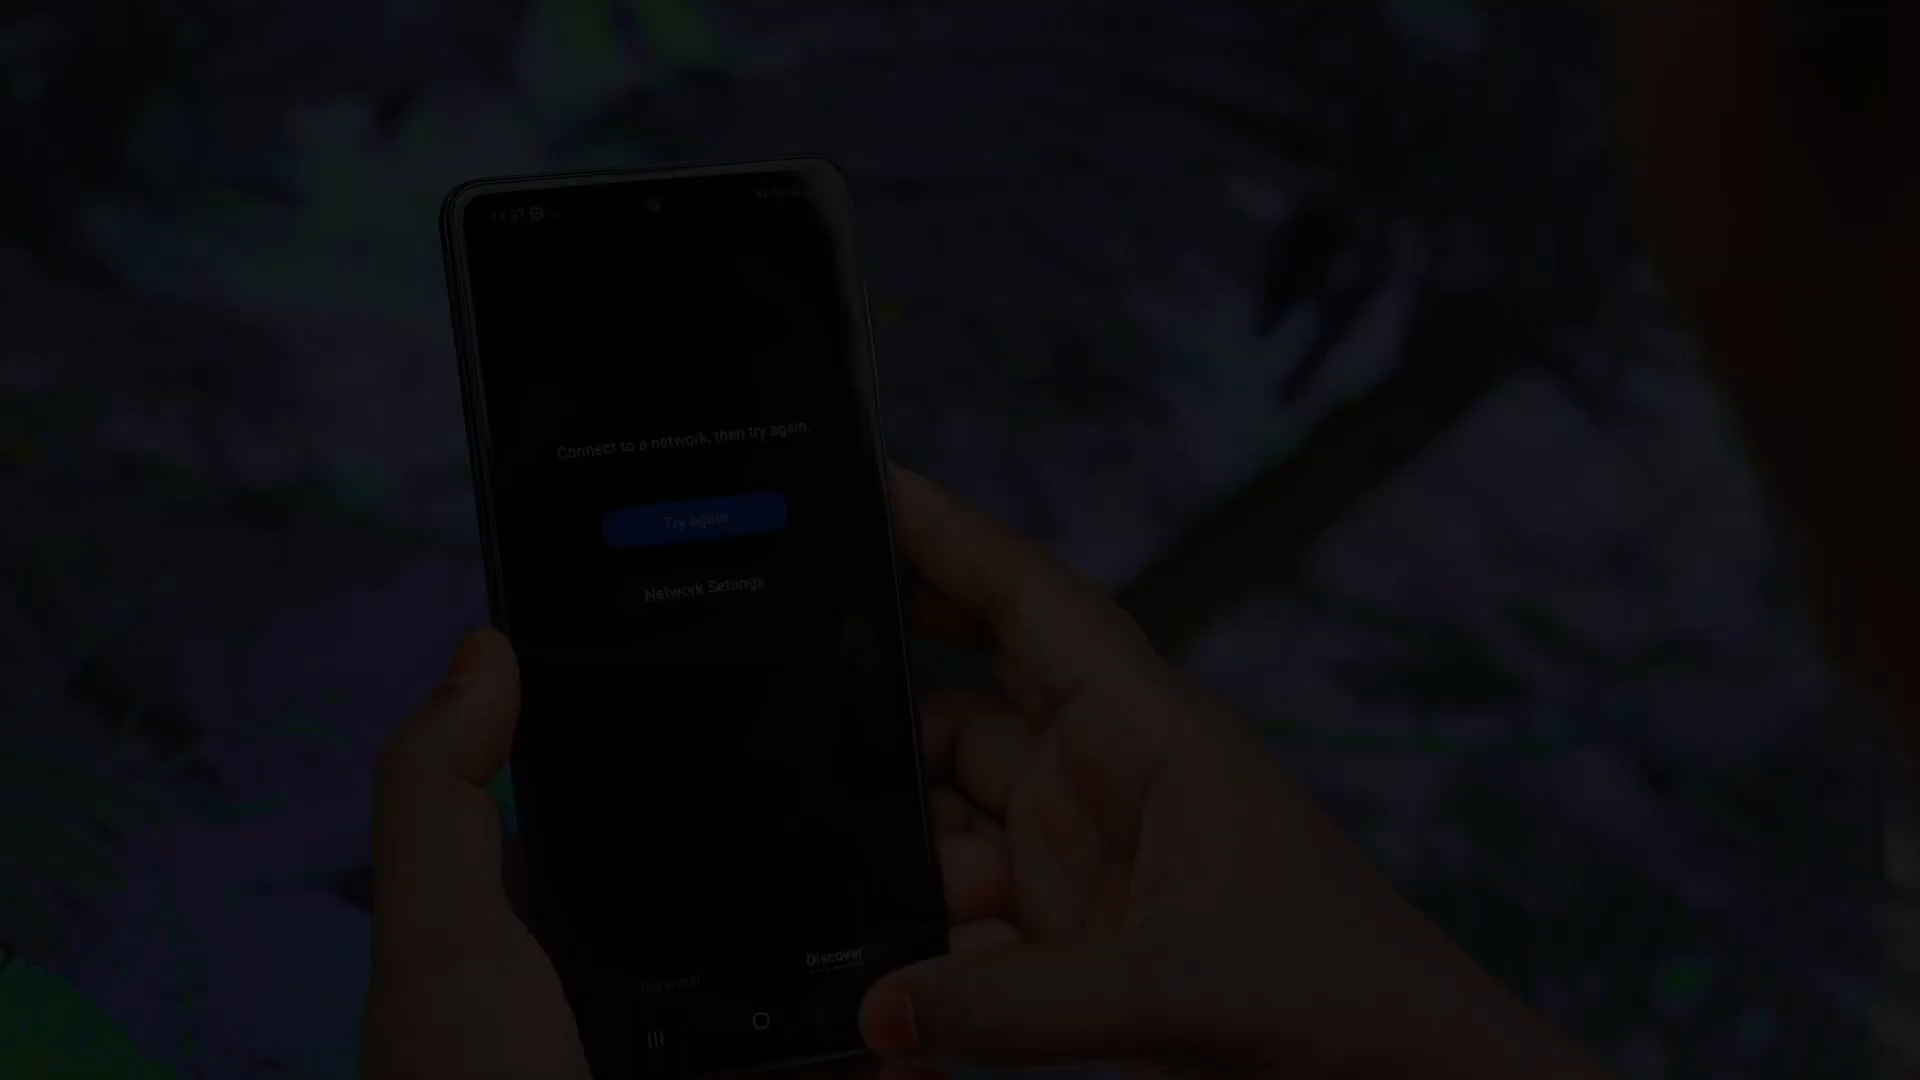 Connect to a network, then try again.
Try again
Network Settings
Discover